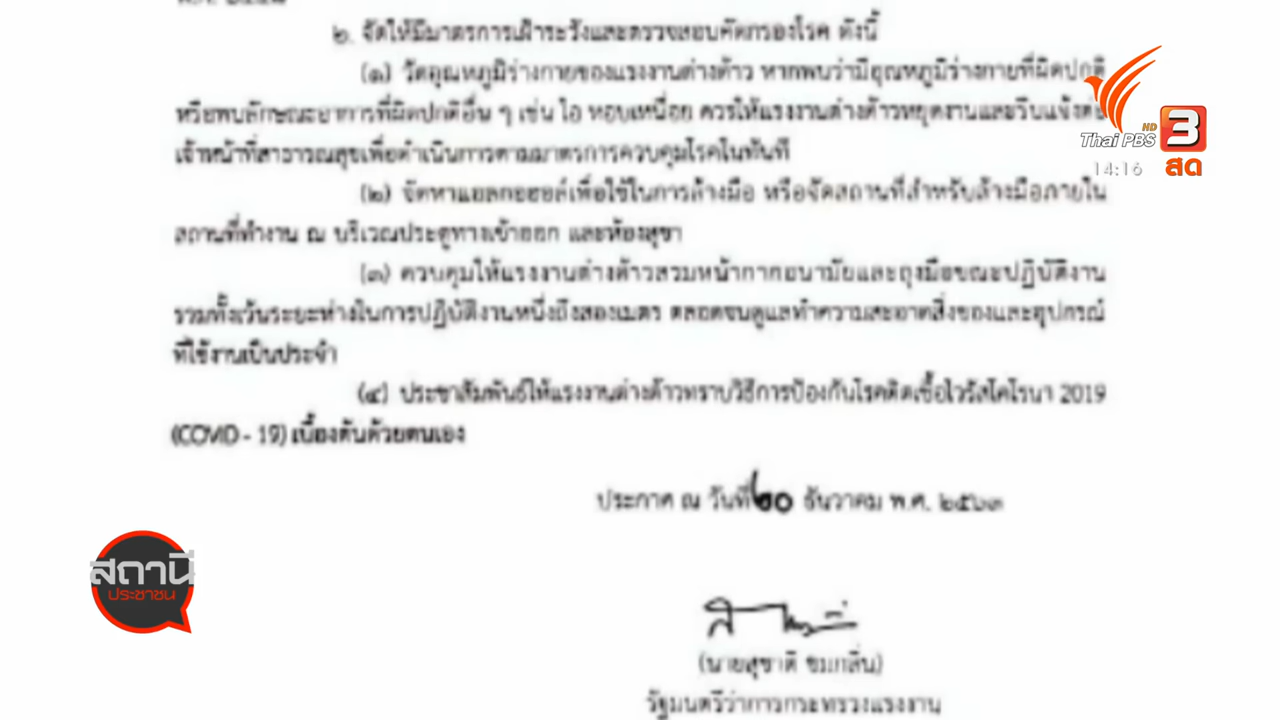 ๒. จัดให้มีมาตรการเฝ้าระวังและตรวจสอบคัดกรองโรค ดังนี้
(๑) วัดอุณหภูมิร่างกายของแรงงานต่างด้าว หากพบว่ามีอุณหภูมิร่างกายที่ผิดปกติ
หรือพบลักษณะอาการที่ผิดปกติอื่น ๆ เช่น ไอ หอบเหนื่อย ควรให้แรงงานต่างด้าวหยุดงานและรีบแจ้งต่อ
เจ้าหน้าที่สาธารณสุขเพื่อดำเนินการตามมาตรการควบคุมโรคในทันที
(๒) จัดหาแอลกอฮอล์เพื่อใช้ในการล้างมือ หรือจัดสถานที่สำหรับล้างมือภายใน
สถานที่ทำงาน ณ บริเวณประตูทางเข้าออก และห้องสุขา
(๓) ควบคุมให้แรงงานต่างด้าวสวมหน้ากากอนามัยและถุงมือขณะปฏิบัติงาน
รวมทั้งเว้นระยะห่างในการปฏิบัติงานหนึ่งถึงสองเมตร ตลอดจนดูแลทำความสะอาดสิ่งของและอุปกรณ์
ที่ใช้งานเป็นประจำ
(๔) ประชาสัมพันธ์ให้แรงงานต่างด้าวทราบวิธีการป้องกันโรคติดเชื้อไวรัสโคโรนา 2019
(COVID - 19) เบื้องต้นด้วยตนเอง
ประกาศ ณ วันที่ ๒๐ ธันวาคม พ.ศ. ๒๕๖๓
(นายสุชาติ ชมกลิ่น)
รัฐมนตรีว่าการกระทรวงแรงงาน
Thai PBS HD 3
14:16 สด
สถานี
ประชาชน